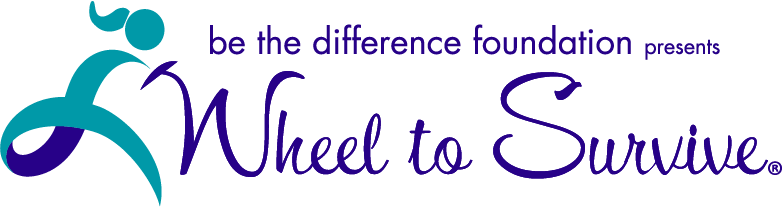 be the difference foundation presents
Wheel to Survive®